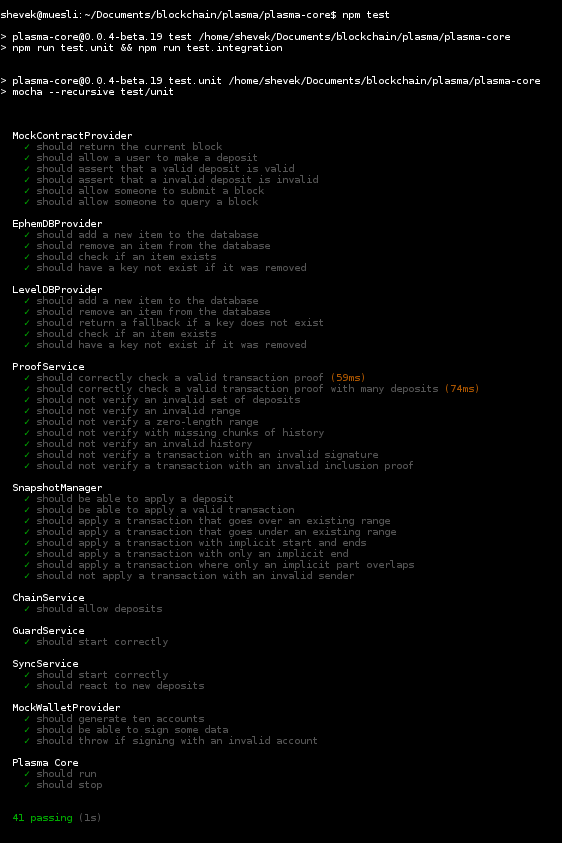 shevek@muesli:~/Documents/blockchain/plasma/plasma-core$ npm test
> plasma-core@0.0.4-beta.19 test /home/shevek/Documents/blockchain/plasma/plasma-core
> npm run test.unit && npm run test.integration
> plasma-core@0.0.4-beta.19 test.unit /home/shevek/Documents/blockchain/plasma/plasma-core
> mocha --recursive test/unit
MockContractProvider
✓ should return the current block
✓ should allow a user to make a deposit
✓ should assert that a valid deposit is valid
✓ should assert that a invalid deposit is invalid
✓ should allow someone to submit a block
✓ should allow someone to query a block
EphemDBProvider
✓ should add a new item to the database
✓ should remove an item from the database
✓ should check if an item exists
✓ should have a key not exist if it was removed
LevelDBProvider
✓ should add a new item to the database
✓ should remove an item from the database
✓ should return a fallback if a key does not exist
✓ should check if an item exists
✓ should have a key not exist if it was removed
ProofService
✓ should correctly check a valid transaction proof (59ms)
✓ should correctly check a valid transaction proof with many deposits (74ms)
✓ should not verify an invalid set of deposits
✓ should not verify an invalid range
✓ should not verify a zero-length range
✓ should not verify with missing chunks of history
✓ should not verify an invalid history
✓ should not verify a transaction with an invalid signature
✓ should not verify a transaction with an invalid inclusion proof
SnapshotManager
✓ should be able to apply a deposit
✓ should be able to apply a valid transaction
✓ should apply a transaction that goes over an existing range
✓ should apply a transaction that goes under an existing range
✓ should apply a transaction with implicit start and ends
✓ should apply a transaction with only an implicit end
✓ should apply a transaction where only an implicit part overlaps
✓ should not apply a transaction with an invalid sender
ChainService
✓ should allow deposits
GuardService
✓ should start correctly
SyncService
✓ should start correctly
✓ should react to new deposits
MockWalletProvider
✓ should generate ten accounts
✓ should be able to sign some data
✓ should throw if signing with an invalid account
Plasma Core
✓ should run
✓ should stop
41 passing (1s)